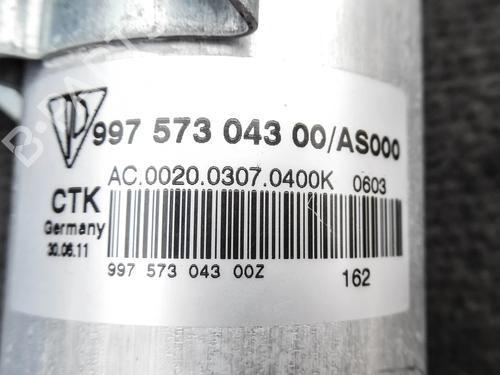 997 573 043 00/AS000
AC.0020.0307.0400K 0603
CTK
Germany
30.06.11
997 573 043 00Z 162